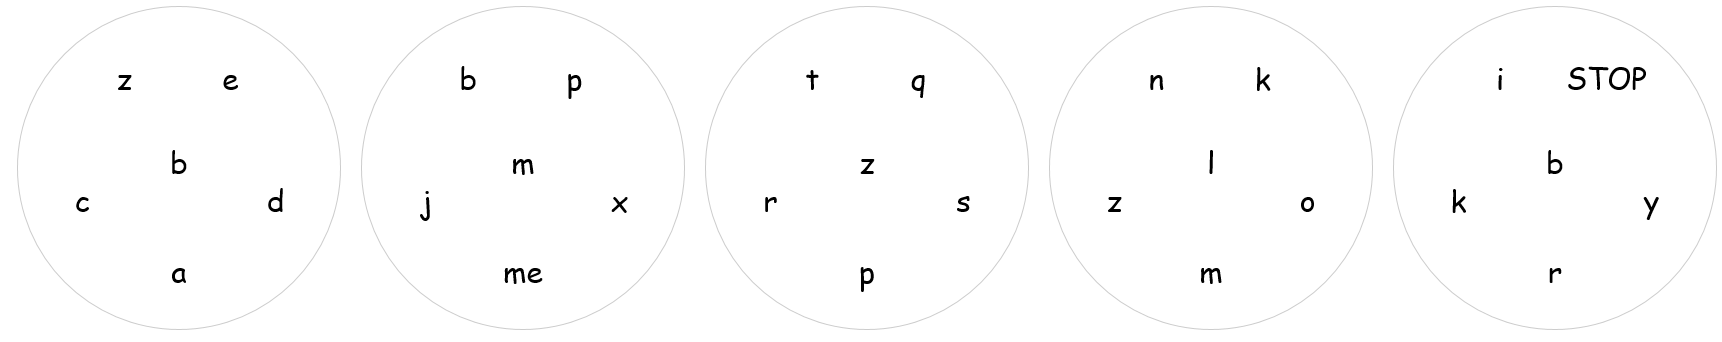 z e b p t q n k i STOP
b m z l b
c d j x r s z o k y
a me p m r